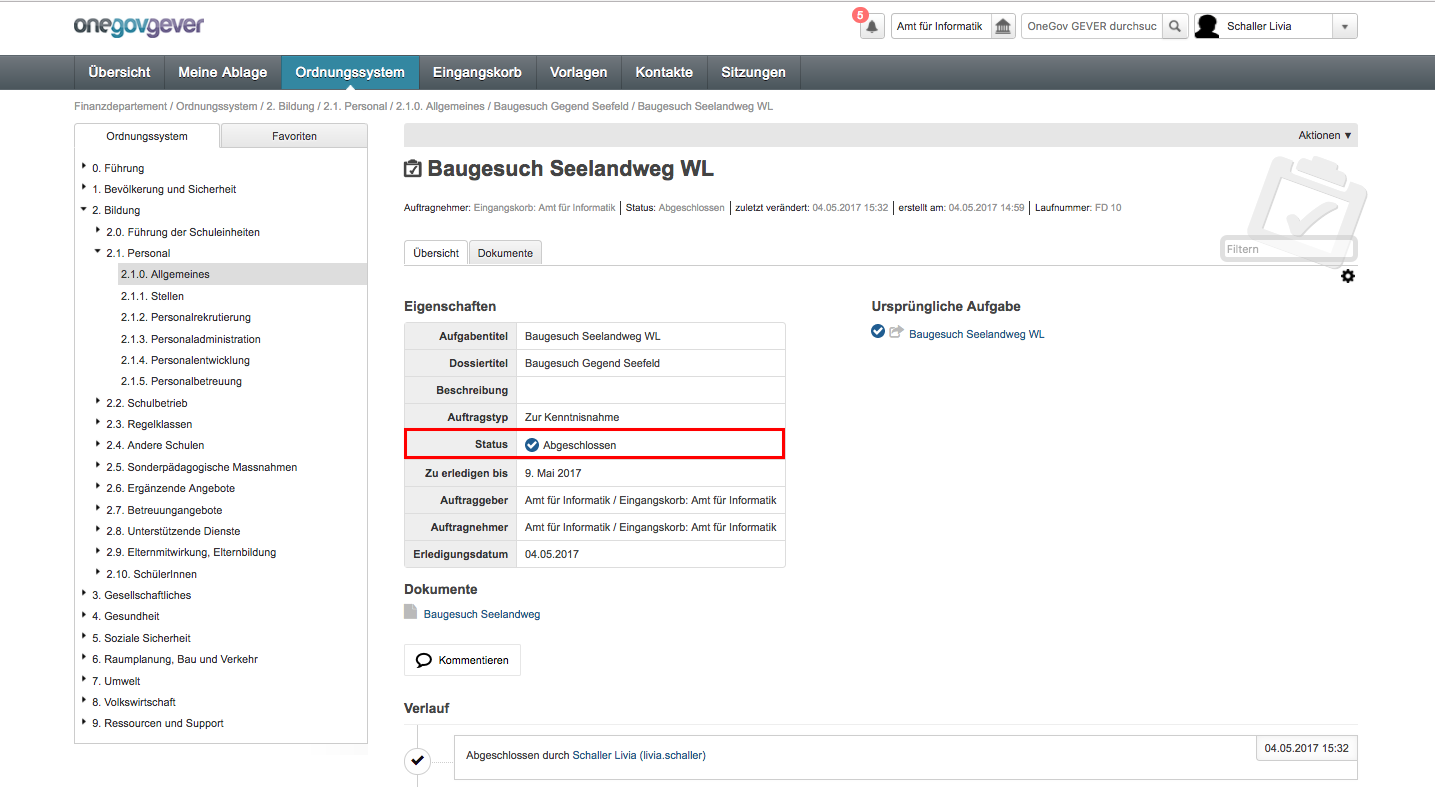 onegovgever
5
Amt für Informatik
OneGov GEVER durchsuc
Schaller Livia
Übersicht
Meine Ablage
Ordnungssystem
Eingangskorb
Vorlagen
Kontakte
Sitzungen
Finanzdepartement / Ordnungssystem / 2. Bildung / 2.1. Personal / 2.1.0. Allgemeines / Baugesuch Gegend Seefeld / Baugesuch Seelandweg WL
Ordnungssystem
Favoriten
0. Führung
1. Bevölkerung und Sicherheit
2. Bildung
2.0. Führung der Schuleinheiten
2.1. Personal
2.1.0. Allgemeines
2.1.1. Stellen
2.1.2. Personalrekrutierung
2.1.3. Personaladministration
2.1.4. Personalentwicklung
2.1.5. Personalbetreuung
2.2. Schulbetrieb
2.3. Regelklassen
2.4. Andere Schulen
2.5. Sonderpädagogische Massnahmen
2.6. Ergänzende Angebote
2.7. Betreuungangebote
2.8. Unterstützende Dienste
2.9. Elternmitwirkung, Elternbildung
2.10. SchülerInnen
3. Gesellschaftliches
4. Gesundheit
5. Soziale Sicherheit
6. Raumplanung, Bau und Verkehr
7. Umwelt
8. Volkswirtschaft
9. Ressourcen und Support
Aktionen ▼
Baugesuch Seelandweg WL
Auftragnehmer: Eingangskorb: Amt für Informatik | Status: Abgeschlossen | zuletzt verändert: 04.05.2017 15:32 | erstellt am: 04.05.2017 14:59 | Laufnummer: FD 10
Übersicht
Dokumente
Filtern
Eigenschaften
Aufgabentitel Baugesuch Seelandweg WL
Dossiertitel Baugesuch Gegend Seefeld
Beschreibung
Auftragstyp Zur Kenntnisnahme
Status Abgeschlossen
Zu erledigen bis 9. Mai 2017
Auftraggeber Amt für Informatik / Eingangskorb: Amt für Informatik
Auftragnehmer Amt für Informatik / Eingangskorb: Amt für Informatik
Erledigungsdatum 04.05.2017
Ursprüngliche Aufgabe
Baugesuch Seelandweg WL
Dokumente
Baugesuch Seelandweg
Kommentieren
Verlauf
Abgeschlossen durch Schaller Livia (livia.schaller)
04.05.2017 15:32